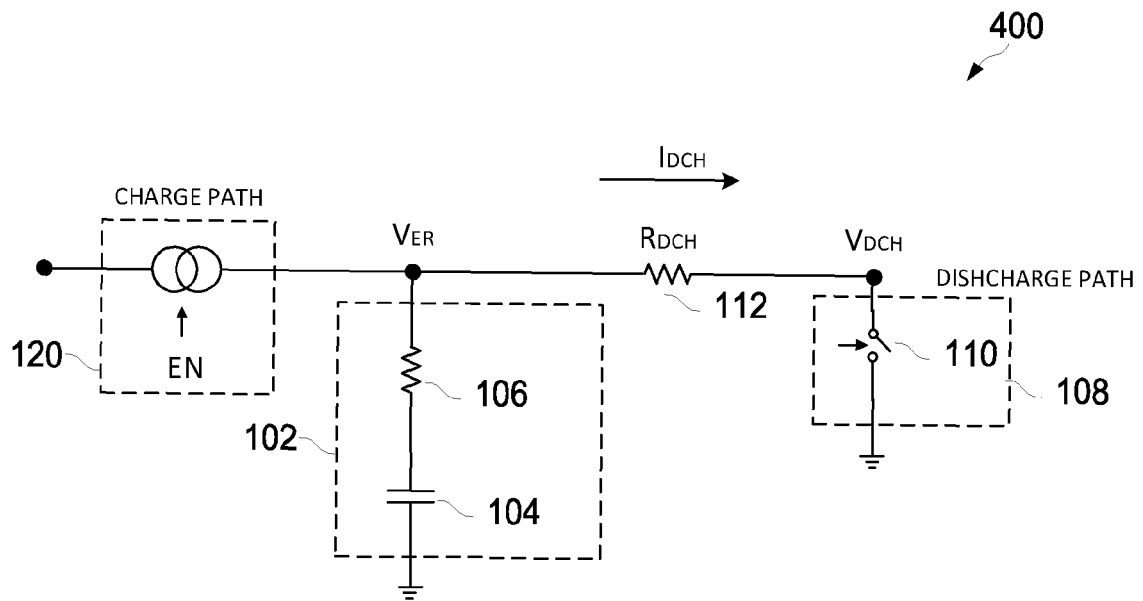 400
IDCH
CHARGE PATH
VER
RDCH
VDCH
DISHCHARGE PATH
112
120
EN
106
110
108
102
104